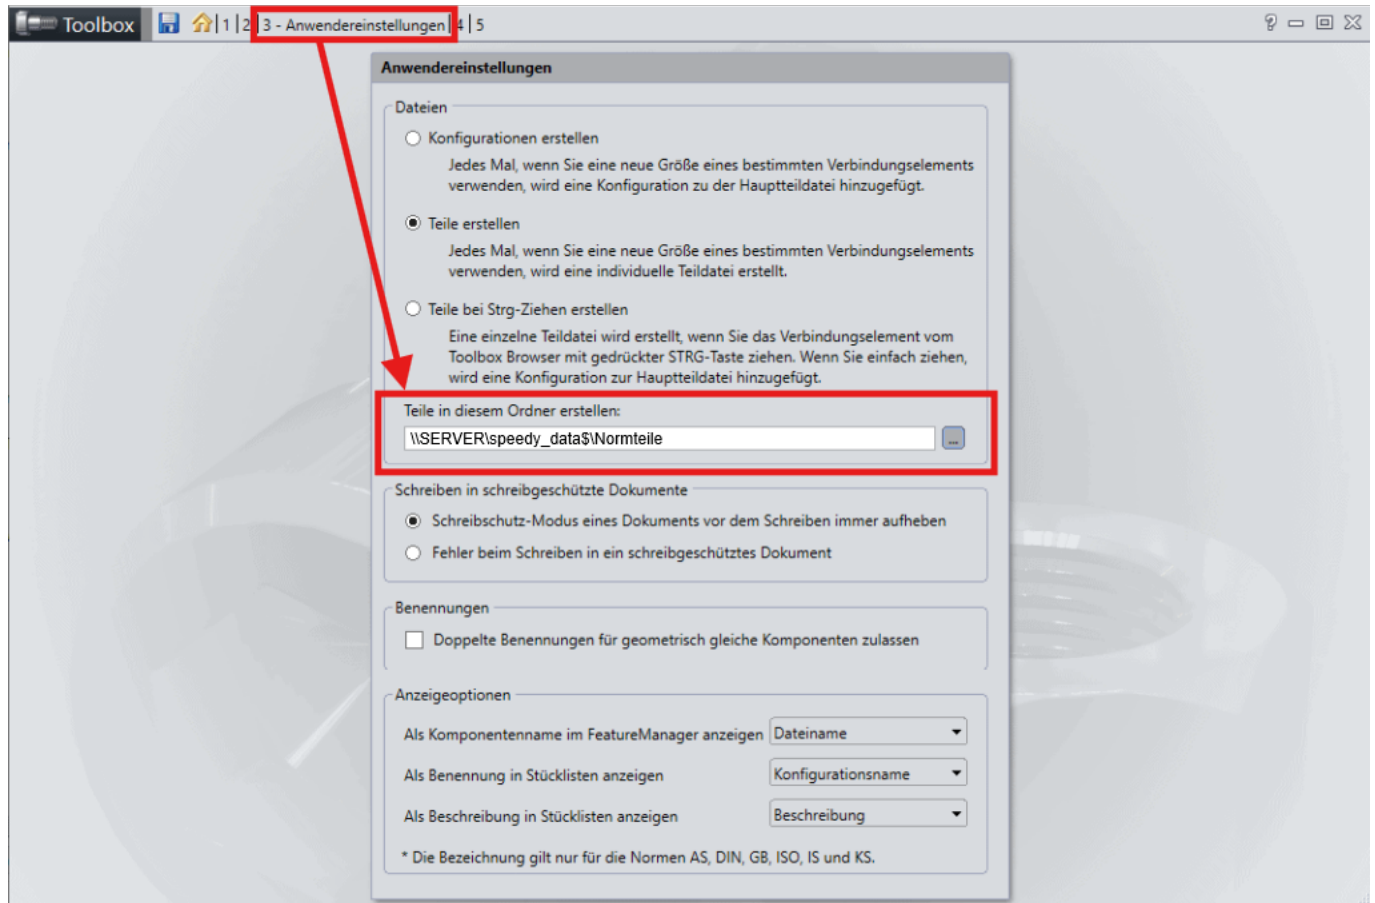 Toolbox | 1 | 2 | 3 - Anwendereinstellungen | 4 | 5
Anwendereinstellungen
Dateien
Konfigurationen erstellen
Jedes Mal, wenn Sie eine neue Größe eines bestimmten Verbindungselements
verwenden, wird eine Konfiguration zu der Hauptteildatei hinzugefügt.
Teile erstellen
Jedes Mal, wenn Sie eine neue Größe eines bestimmten Verbindungselements
verwenden, wird eine individuelle Teildatei erstellt.
Teile bei Strg-Ziehen erstellen
Eine einzelne Teildatei wird erstellt, wenn Sie das Verbindungselement vom
Toolbox Browser mit gedrückter STRG-Taste ziehen. Wenn Sie einfach ziehen,
wird eine Konfiguration zur Hauptteildatei hinzugefügt.
Teile in diesem Ordner erstellen:
\\SERVER\speedy_data$\Normteile ...
Schreiben in schreibgeschützte Dokumente
Schreibschutz-Modus eines Dokuments vor dem Schreiben immer aufheben
Fehler beim Schreiben in ein schreibgeschütztes Dokument
Benennungen
Doppelte Benennungen für geometrisch gleiche Komponenten zulassen
Anzeigeoptionen
Als Komponentenname im FeatureManager anzeigen Dateiname
Als Benennung in Stücklisten anzeigen Konfigurationsname
Als Beschreibung in Stücklisten anzeigen Beschreibung
* Die Bezeichnung gilt nur für die Normen AS, DIN, GB, ISO, IS und KS.